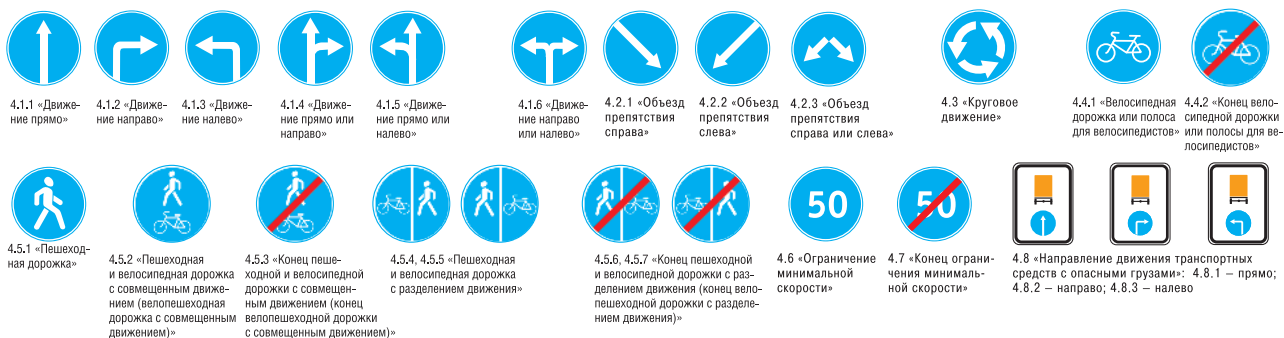 4.1.1 «Движе-
ние прямо»
4.1.2 «Движе-
ние направо»
4.1.3 «Движе-
ние налево»
4.1.4 «Движе-
ние прямо или
направо»
4.1.5 «Движе-
ние прямо или
налево»
4.1.6 «Движе-
ние направо
или налево»
4.2.1 «Объезд
препятствия
справа»
4.2.2 «Объезд
препятствия
слева»
4.2.3 «Объезд
препятствия
справа или слева»
4.3 «Круговое
движение»
4.4.1 «Велосипедная
дорожка или полоса
для велосипедистов»
4.4.2 «Конец вело-
сипедной дорожки
или полосы для ве-
лосипедистов»
4.5.1 «Пешеход-
ная дорожка»
4.5.2 «Пешеходная
и велосипедная дорожка
с совмещенным движе-
нием (велопешеходная
дорожка с совмещенным
движением)»
4.5.3 «Конец пеше-
ходной и велосипедной
дорожки с совмещен-
ным движением (конец
велопешеходной дорожки
с совмещенным движением)»
4.5.4, 4.5.5 «Пешеходная
и велосипедная дорожка
с разделением движения»
4.5.6, 4.5.7 «Конец пешеходной
и велосипедной дорожки с раз-
делением движения (конец вело-
пешеходной дорожки с разделе-
нием движения)»
50
4.6 «Ограничение
минимальной
скорости»
50
4.7 «Конец ограни-
чения минималь-
ной скорости»
4.8 «Направление движения транспортных
средств с опасными грузами»: 4.8.1 – прямо;
4.8.2 – направо; 4.8.3 – налево